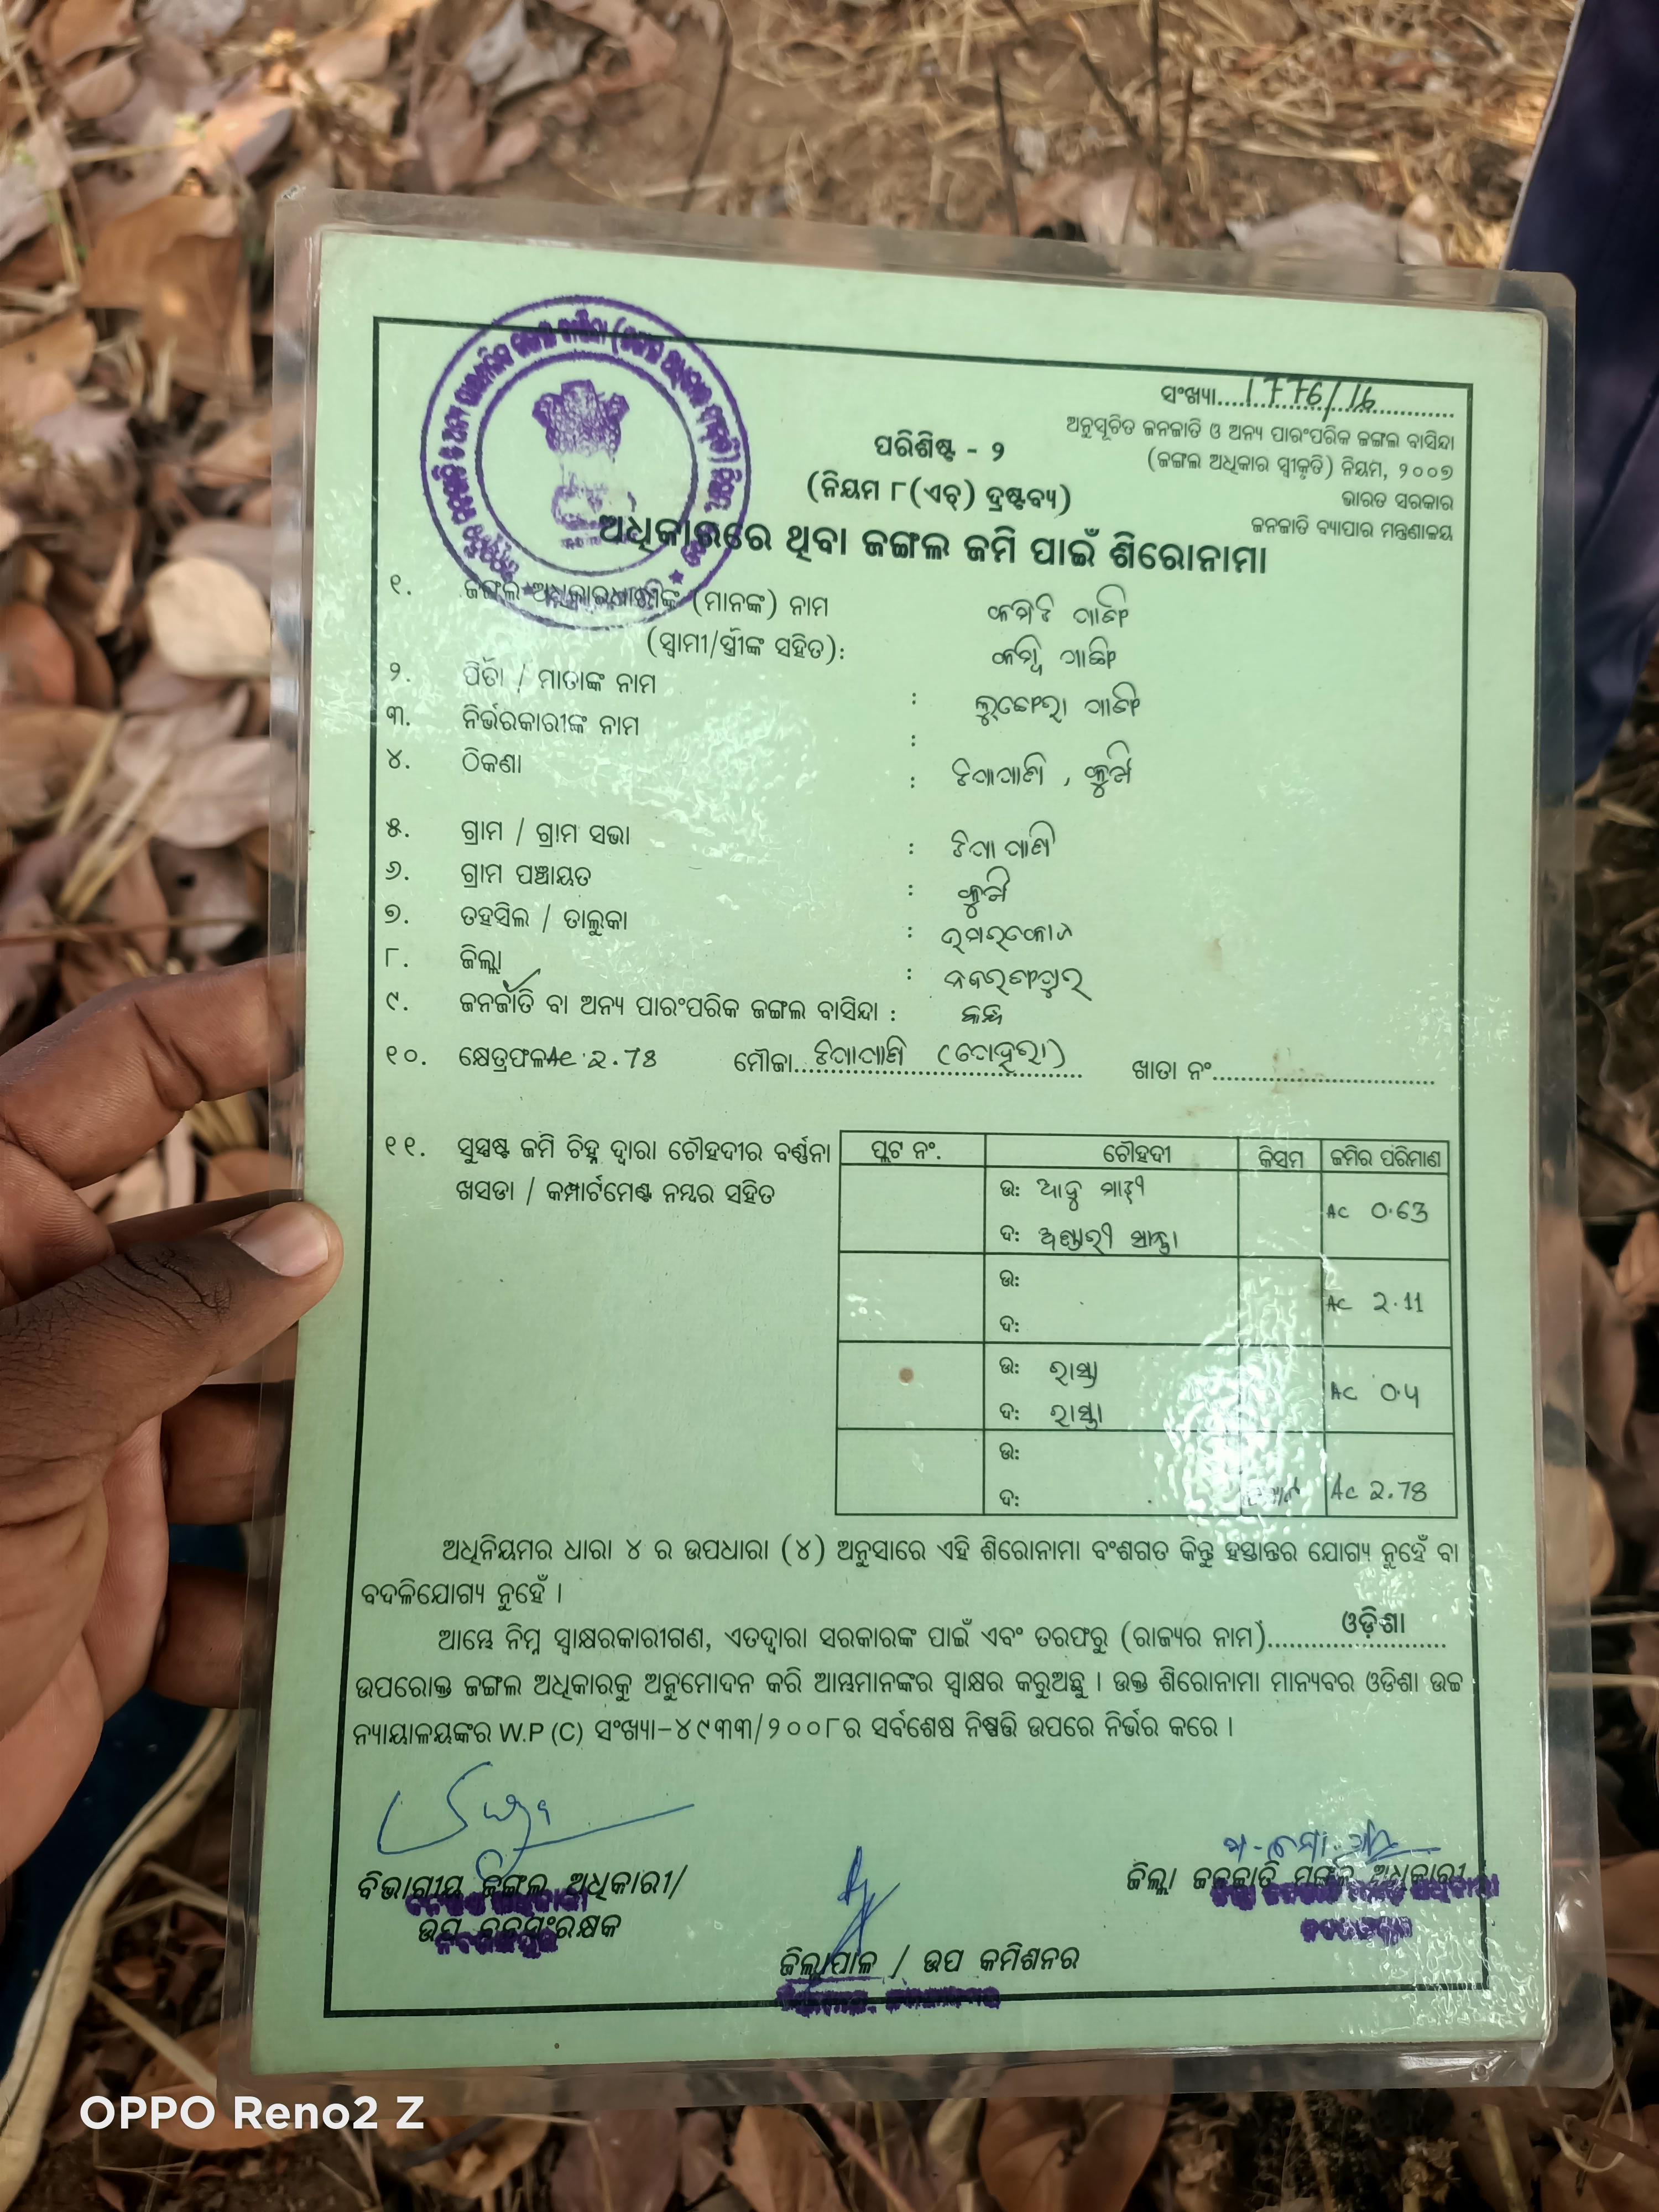 ସଂଖ୍ୟା....1776/16
ଅନୁସୂଚିତ ଜନଜାତି ଓ ଅନ୍ୟ ପାରଂପରିକ ଜଙ୍ଗଲ ବାସିନ୍ଦା
(ଜଙ୍ଗଲ ଅଧିକାର ସ୍ୱୀକୃତି) ନିୟମ, ୨୦୦୭
ଭାରତ ସରକାର
ଜନଜାତି ବ୍ୟାପାର ମନ୍ତ୍ରଣାଳୟ
ପରିଶିଷ୍ଟ - ୨
(ନିୟମ ୮(ଏଚ୍) ଦ୍ରଷ୍ଟବ୍ୟ)
ଅଧିକାରରେ ଥିବା ଜଙ୍ଗଲ ଜମି ପାଇଁ ଶିରୋନାମା
୧. ଜଙ୍ଗଲ ଅଧିକାରଧାରୀଙ୍କ (ମାନଙ୍କ) ନାମ
(ସ୍ୱାମୀ/ସ୍ତ୍ରୀଙ୍କ ସହିତ):
୨. ପିତା / ମାତାଙ୍କ ନାମ :
୩. ନିର୍ଭରକାରୀଙ୍କ ନାମ :
୪. ଠିକଣା :
୫. ଗ୍ରାମ / ଗ୍ରାମ ସଭା :
୬. ଗ୍ରାମ ପଞ୍ଚାୟତ :
୭. ତହସିଲ / ତାଲୁକା : ଉମରକୋଟ
୮. ଜିଲ୍ଲା : ନବରଙ୍ଗପୁର
୯. ଜନଜାତି ବା ଅନ୍ୟ ପାରଂପରିକ ଜଙ୍ଗଲ ବାସିନ୍ଦା :
୧୦. କ୍ଷେତ୍ରଫଳ Ac 2.78 ମୌଜା.... ଖାତା ନଂ....
୧୧. ସୁସ୍ପଷ୍ଟ ଜମି ଚିହ୍ନ ଦ୍ୱାରା ଚୌହଦୀର ବର୍ଣ୍ଣନା
ଖସଡା / କମ୍ପାର୍ଟମେଣ୍ଟ ନମ୍ବର ସହିତ
ପ୍ଲଟ ନଂ. ଚୌହଦୀ କିସମ ଜମିର ପରିମାଣ
ଉ:
ଦ:
Ac 0.63
ଉ:
ଦ:
Ac 2.11
ଉ: ରାସ୍ତା
ଦ: ରାସ୍ତା
Ac 0.4
ଉ:
ଦ:
Ac 2.78
ଅଧିନିୟମର ଧାରା ୪ ର ଉପଧାରା (୪) ଅନୁସାରେ ଏହି ଶିରୋନାମା ବଂଶଗତ କିନ୍ତୁ ହସ୍ତାନ୍ତର ଯୋଗ୍ୟ ନୁହେଁ ବା
ବଦଳିଯୋଗ୍ୟ ନୁହେଁ ।
ଆମ୍ଭେ ନିମ୍ନ ସ୍ୱାକ୍ଷରକାରୀଗଣ, ଏତଦ୍ୱାରା ସରକାରଙ୍କ ପାଇଁ ଏବଂ ତରଫରୁ (ରାଜ୍ୟର ନାମ)....ଓଡ଼ିଶା....
ଉପରୋକ୍ତ ଜଙ୍ଗଲ ଅଧିକାରକୁ ଅନୁମୋଦନ କରି ଆମ୍ଭମାନଙ୍କର ସ୍ୱାକ୍ଷର କରୁଅଛୁ । ଉକ୍ତ ଶିରୋନାମା ମାନ୍ୟବର ଓଡିଶା ଉଚ୍ଚ
ନ୍ୟାୟାଳୟଙ୍କର W.P (C) ସଂଖ୍ୟା-୪୯୩୩/୨୦୦୮ର ସର୍ବଶେଷ ନିଷ୍ପତ୍ତି ଉପରେ ନିର୍ଭର କରେ ।
ବିଭାଗୀୟ ଜଙ୍ଗଲ ଅଧିକାରୀ/
ଉପ ବନସଂରକ୍ଷକ
ଜିଲ୍ଲାପାଳ / ଉପ କମିଶନର
ଜିଲ୍ଲା ଜନଜାତି ମଙ୍ଗଳ ଅଧିକାରୀ
OPPO Reno2 Z